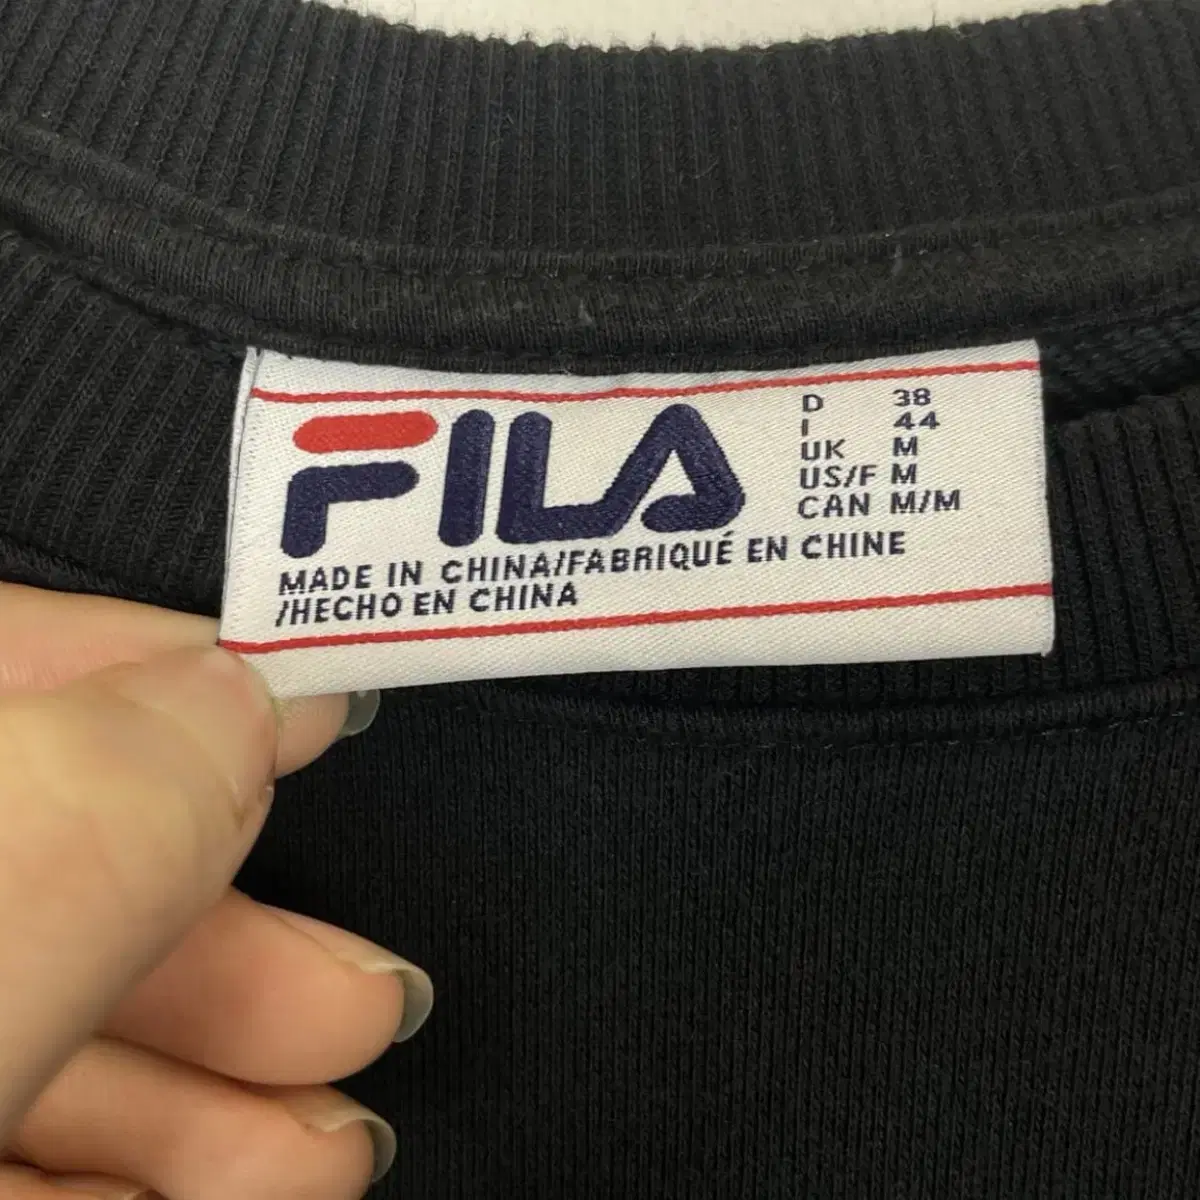 FILA
D 38
I 44
UK M
US/F M
CAN M/M
MADE IN CHINA/FABRIQUÉ EN CHINE
/HECHO EN CHINA